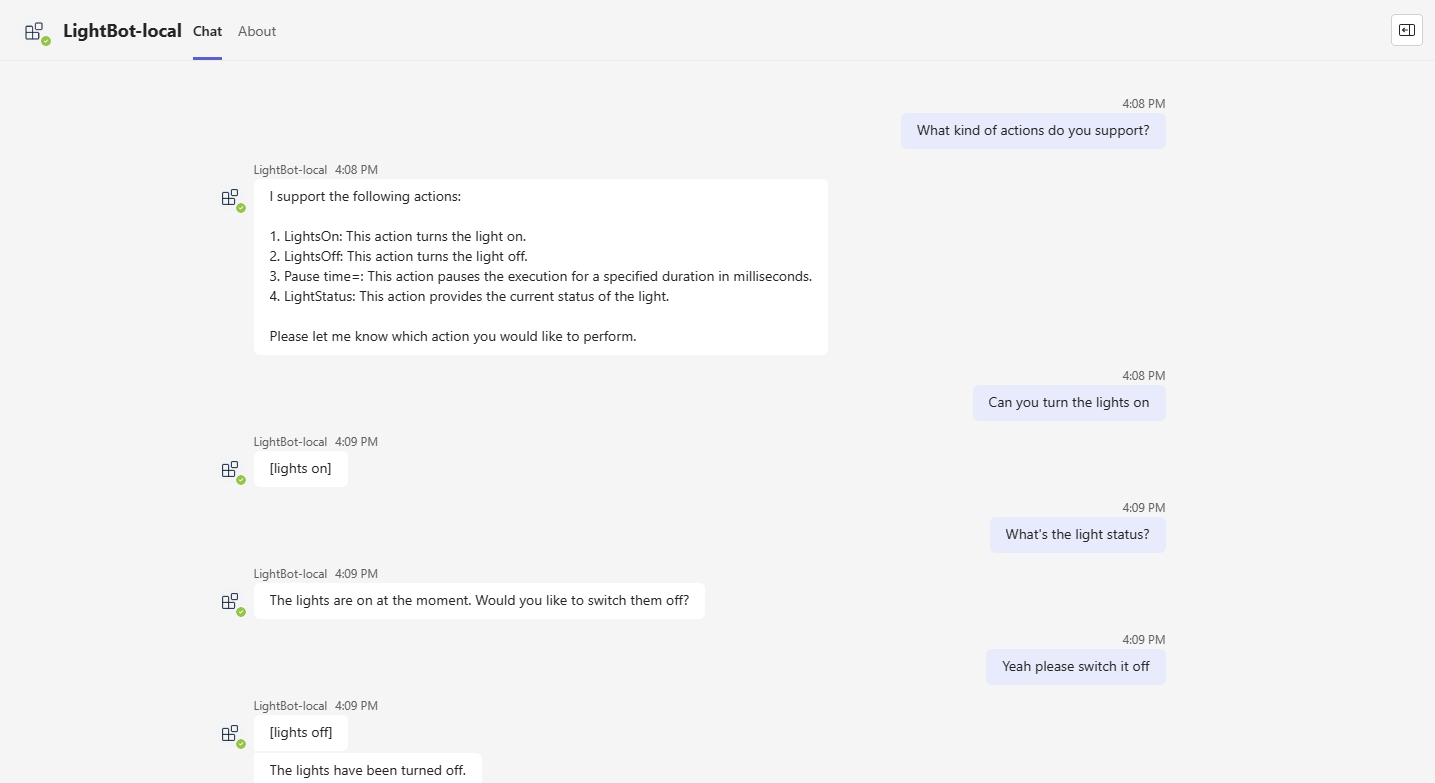 LightBot-local Chat About
4:08 PM
What kind of actions do you support?
LightBot-local 4:08 PM
I support the following actions:
1. LightsOn: This action turns the light on.
2. LightsOff: This action turns the light off.
3. Pause time=: This action pauses the execution for a specified duration in milliseconds.
4. LightStatus: This action provides the current status of the light.
Please let me know which action you would like to perform.
4:08 PM
Can you turn the lights on
LightBot-local 4:09 PM
[lights on]
4:09 PM
What's the light status?
LightBot-local 4:09 PM
The lights are on at the moment. Would you like to switch them off?
4:09 PM
Yeah please switch it off
LightBot-local 4:09 PM
[lights off]
The lights have been turned off.